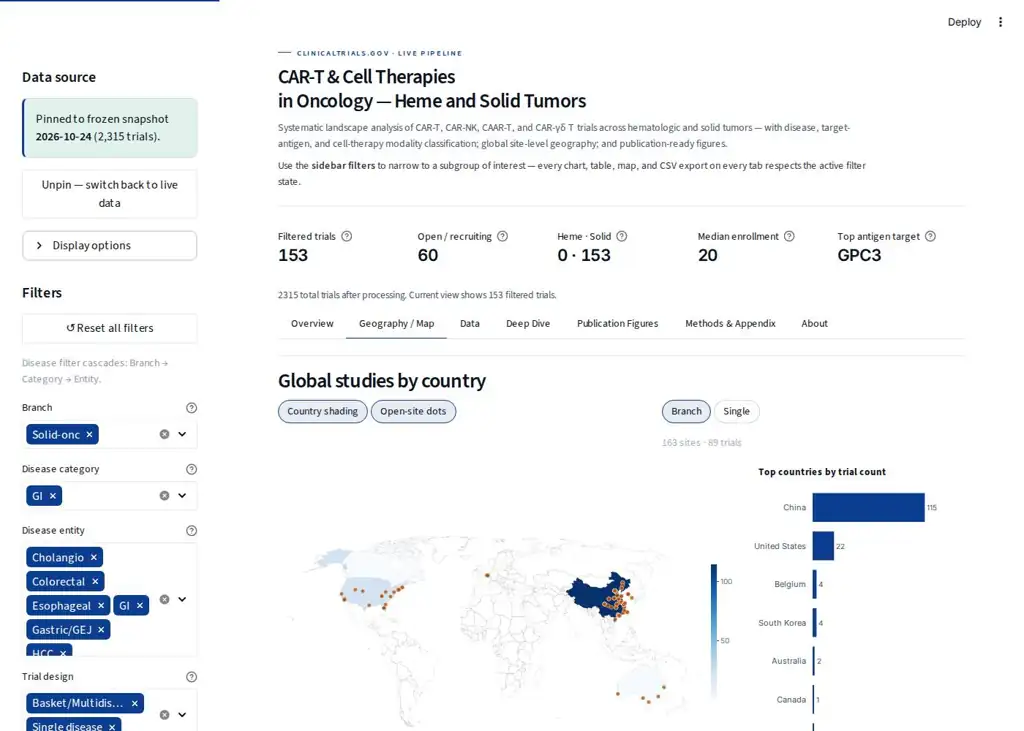 Deploy
Data source
Pinned to frozen snapshot
2026-10-24 (2,315 trials).
Unpin — switch back to live
data
Display options
Filters
↺ Reset all filters
Disease filter cascades: Branch →
Category → Entity.
Branch
Solid-onc ×
Disease category
GI ×
Disease entity
Cholangio ×
Colorectal ×
Esophageal × GI ×
Gastric/GEJ ×
HCC ×
Trial design
Basket/Multidis... ×
Single disease ×
CLINICALTRIALS.GOV · LIVE PIPELINE
CAR-T & Cell Therapies
in Oncology — Heme and Solid Tumors
Systematic landscape analysis of CAR-T, CAR-NK, CAAR-T, and CAR-γδ T trials across hematologic and solid tumors — with disease, target-
antigen, and cell-therapy modality classification; global site-level geography; and publication-ready figures.
Use the sidebar filters to narrow to a subgroup of interest — every chart, table, map, and CSV export on every tab respects the active filter
state.
Filtered trials
153
Open / recruiting
60
Heme · Solid
0 · 153
Median enrollment
20
Top antigen target
GPC3
2315 total trials after processing. Current view shows 153 filtered trials.
Overview Geography / Map Data Deep Dive Publication Figures Methods & Appendix About
Global studies by country
Country shading Open-site dots
Branch Single
163 sites · 89 trials
100
50
Top countries by trial count
China 115
United States 22
Belgium 4
South Korea 4
Australia 2
Canada 1